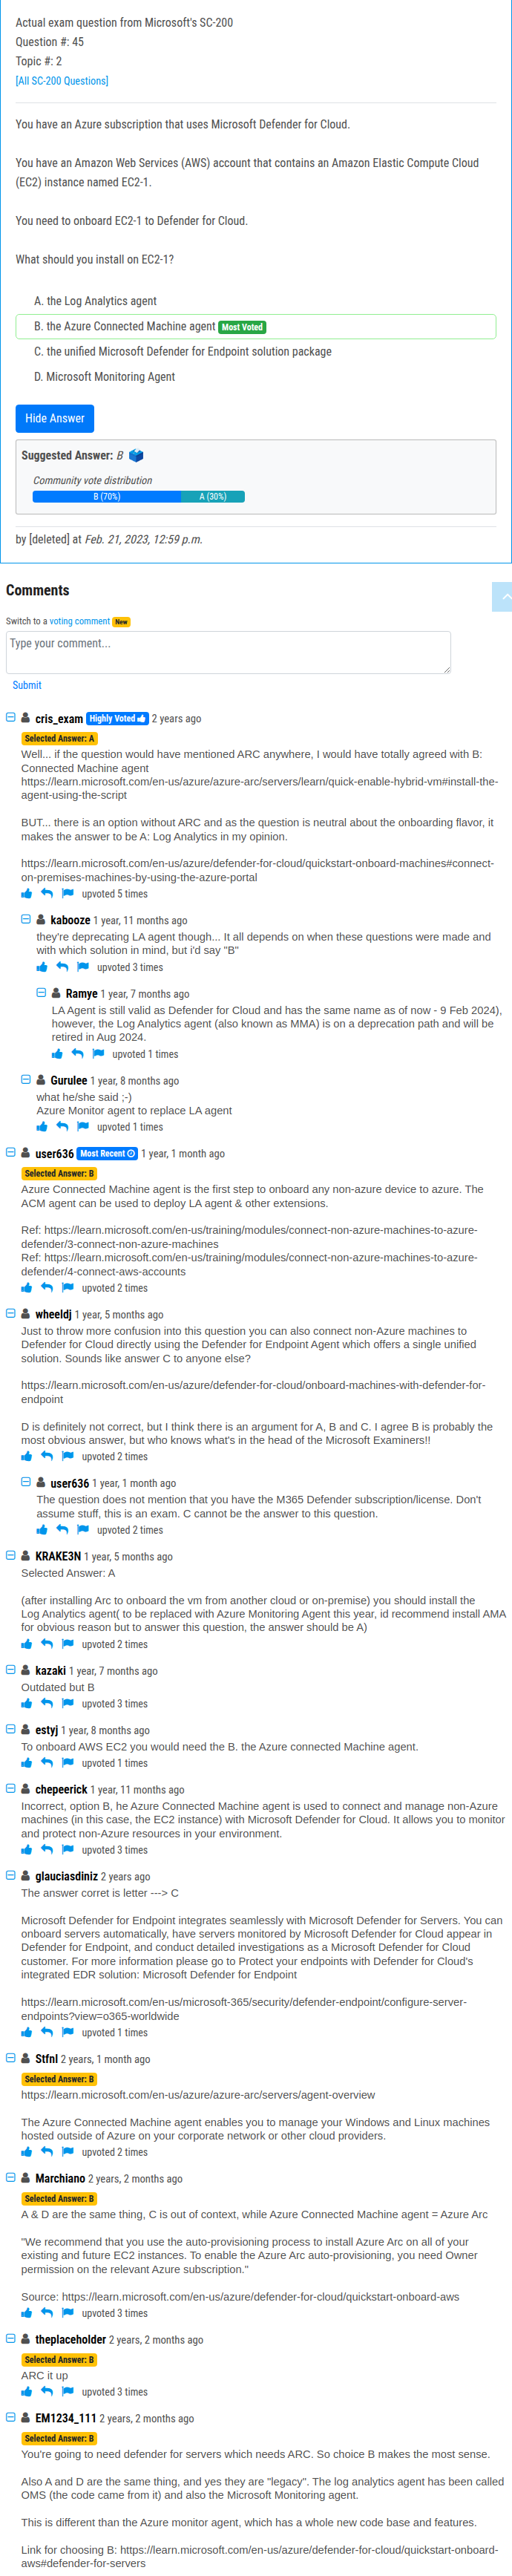 Actual exam question from Microsoft's SC-200
Question #: 45
Topic #: 2
[All SC-200 Questions]
You have an Azure subscription that uses Microsoft Defender for Cloud.
You have an Amazon Web Services (AWS) account that contains an Amazon Elastic Compute Cloud
(EC2) instance named EC2-1.
You need to onboard EC2-1 to Defender for Cloud.
What should you install on EC2-1?
A. the Log Analytics agent
B. the Azure Connected Machine agent Most Voted
C. the unified Microsoft Defender for Endpoint solution package
D. Microsoft Monitoring Agent
Hide Answer
Suggested Answer: B
Community vote distribution
B (70%) A (30%)
by [deleted] at Feb. 21, 2023, 12:59 p.m.
Comments
Switch to a voting comment New
Type your comment...
Submit
cris_exam Highly Voted 2 years ago
Selected Answer: A
Well... if the question would have mentioned ARC anywhere, I would have totally agreed with B:
Connected Machine agent
https://learn.microsoft.com/en-us/azure/azure-arc/servers/learn/quick-enable-hybrid-vm#install-the-
agent-using-the-script
BUT... there is an option without ARC and as the question is neutral about the onboarding flavor, it
makes the answer to be A: Log Analytics in my opinion.
https://learn.microsoft.com/en-us/azure/defender-for-cloud/quickstart-onboard-machines#connect-
on-premises-machines-by-using-the-azure-portal
upvoted 5 times
kabooze 1 year, 11 months ago
they're deprecating LA agent though... It all depends on when these questions were made and
with which solution in mind, but i'd say "B"
upvoted 3 times
Ramye 1 year, 7 months ago
LA Agent is still valid as Defender for Cloud and has the same name as of now - 9 Feb 2024),
however, the Log Analytics agent (also known as MMA) is on a deprecation path and will be
retired in Aug 2024.
upvoted 1 times
Gurulee 1 year, 8 months ago
what he/she said ;-)
Azure Monitor agent to replace LA agent
upvoted 1 times
user636 Most Recent 1 year, 1 month ago
Selected Answer: B
Azure Connected Machine agent is the first step to onboard any non-azure device to azure. The
ACM agent can be used to deploy LA agent & other extensions.
Ref: https://learn.microsoft.com/en-us/training/modules/connect-non-azure-machines-to-azure-
defender/3-connect-non-azure-machines
Ref: https://learn.microsoft.com/en-us/training/modules/connect-non-azure-machines-to-azure-
defender/4-connect-aws-accounts
upvoted 2 times
wheeldj 1 year, 5 months ago
Just to throw more confusion into this question you can also connect non-Azure machines to
Defender for Cloud directly using the Defender for Endpoint Agent which offers a single unified
solution. Sounds like answer C to anyone else?
https://learn.microsoft.com/en-us/azure/defender-for-cloud/onboard-machines-with-defender-for-
endpoint
D is definitely not correct, but I think there is an argument for A, B and C. I agree B is probably the
most obvious answer, but who knows what's in the head of the Microsoft Examiners!!
upvoted 2 times
user636 1 year, 1 month ago
The question does not mention that you have the M365 Defender subscription/license. Don't
assume stuff, this is an exam. C cannot be the answer to this question.
upvoted 2 times
KRAKE3N 1 year, 5 months ago
Selected Answer: A
(after installing Arc to onboard the vm from another cloud or on-premise) you should install the
Log Analytics agent( to be replaced with Azure Monitoring Agent this year, id recommend install AMA
for obvious reason but to answer this question, the answer should be A)
upvoted 2 times
kazaki 1 year, 7 months ago
Outdated but B
upvoted 3 times
estyj 1 year, 8 months ago
To onboard AWS EC2 you would need the B. the Azure connected Machine agent.
upvoted 1 times
chepeerick 1 year, 11 months ago
Incorrect, option B, he Azure Connected Machine agent is used to connect and manage non-Azure
machines (in this case, the EC2 instance) with Microsoft Defender for Cloud. It allows you to monitor
and protect non-Azure resources in your environment.
upvoted 3 times
glauciasdiniz 2 years ago
The answer corret is letter ---> C
Microsoft Defender for Endpoint integrates seamlessly with Microsoft Defender for Servers. You can
onboard servers automatically, have servers monitored by Microsoft Defender for Cloud appear in
Defender for Endpoint, and conduct detailed investigations as a Microsoft Defender for Cloud
customer. For more information please go to Protect your endpoints with Defender for Cloud's
integrated EDR solution: Microsoft Defender for Endpoint
https://learn.microsoft.com/en-us/microsoft-365/security/defender-endpoint/configure-server-
endpoints?view=o365-worldwide
upvoted 1 times
Stfnl 2 years, 1 month ago
Selected Answer: B
https://learn.microsoft.com/en-us/azure/azure-arc/servers/agent-overview
The Azure Connected Machine agent enables you to manage your Windows and Linux machines
hosted outside of Azure on your corporate network or other cloud providers.
upvoted 2 times
Marchiano 2 years, 2 months ago
Selected Answer: B
A & D are the same thing, C is out of context, while Azure Connected Machine agent = Azure Arc
"We recommend that you use the auto-provisioning process to install Azure Arc on all of your
existing and future EC2 instances. To enable the Azure Arc auto-provisioning, you need Owner
permission on the relevant Azure subscription."
Source: https://learn.microsoft.com/en-us/azure/defender-for-cloud/quickstart-onboard-aws
upvoted 3 times
theplaceholder 2 years, 2 months ago
Selected Answer: B
ARC it up
upvoted 3 times
EM1234_111 2 years, 2 months ago
Selected Answer: B
You're going to need defender for servers which needs ARC. So choice B makes the most sense.
Also A and D are the same thing, and yes they are "legacy". The log analytics agent has been called
OMS (the code came from it) and also the Microsoft Monitoring agent.
This is different than the Azure monitor agent, which has a whole new code base and features.
Link for choosing B: https://learn.microsoft.com/en-us/azure/defender-for-cloud/quickstart-onboard-
aws#defender-for-servers